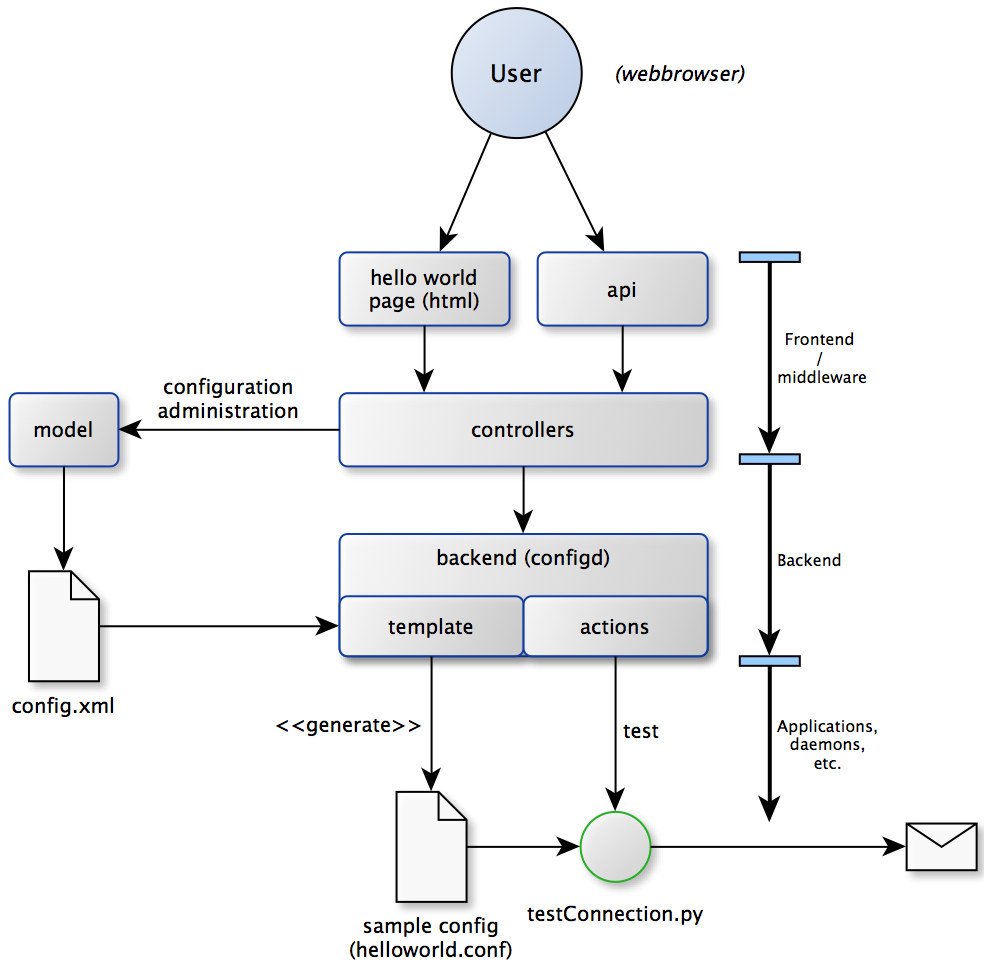 User
(webbrowser)
hello world
page (html)
api
Frontend
/
middleware
configuration
administration
model
controllers
backend (configd)
Backend
template
actions
config.xml
<<generate>>
test
Applications,
daemons,
etc.
testConnection.py
sample config
(helloworld.conf)